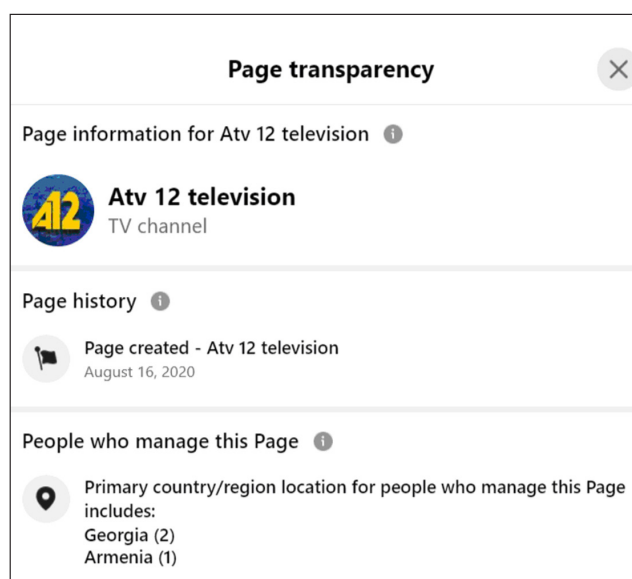 Page transparency
Page information for Atv 12 television
A12
Atv 12 television
TV channel
Page history
Page created - Atv 12 television
August 16, 2020
People who manage this Page
Primary country/region location for people who manage this Page
includes:
Georgia (2)
Armenia (1)